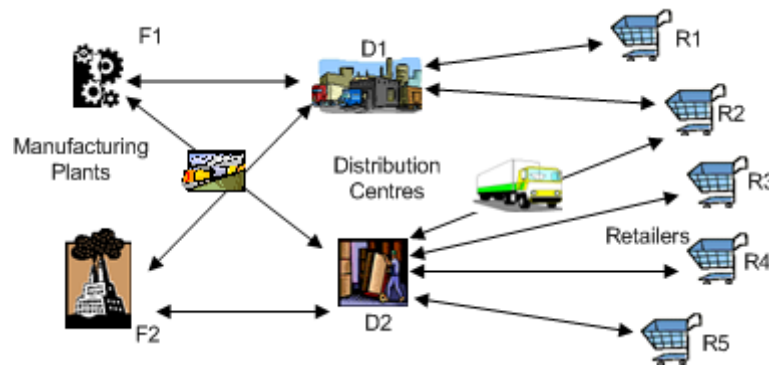 F1
D1
R1
R2
Manufacturing
Plants
Distribution
Centres
R3
Retailers
R4
F2
D2
R5